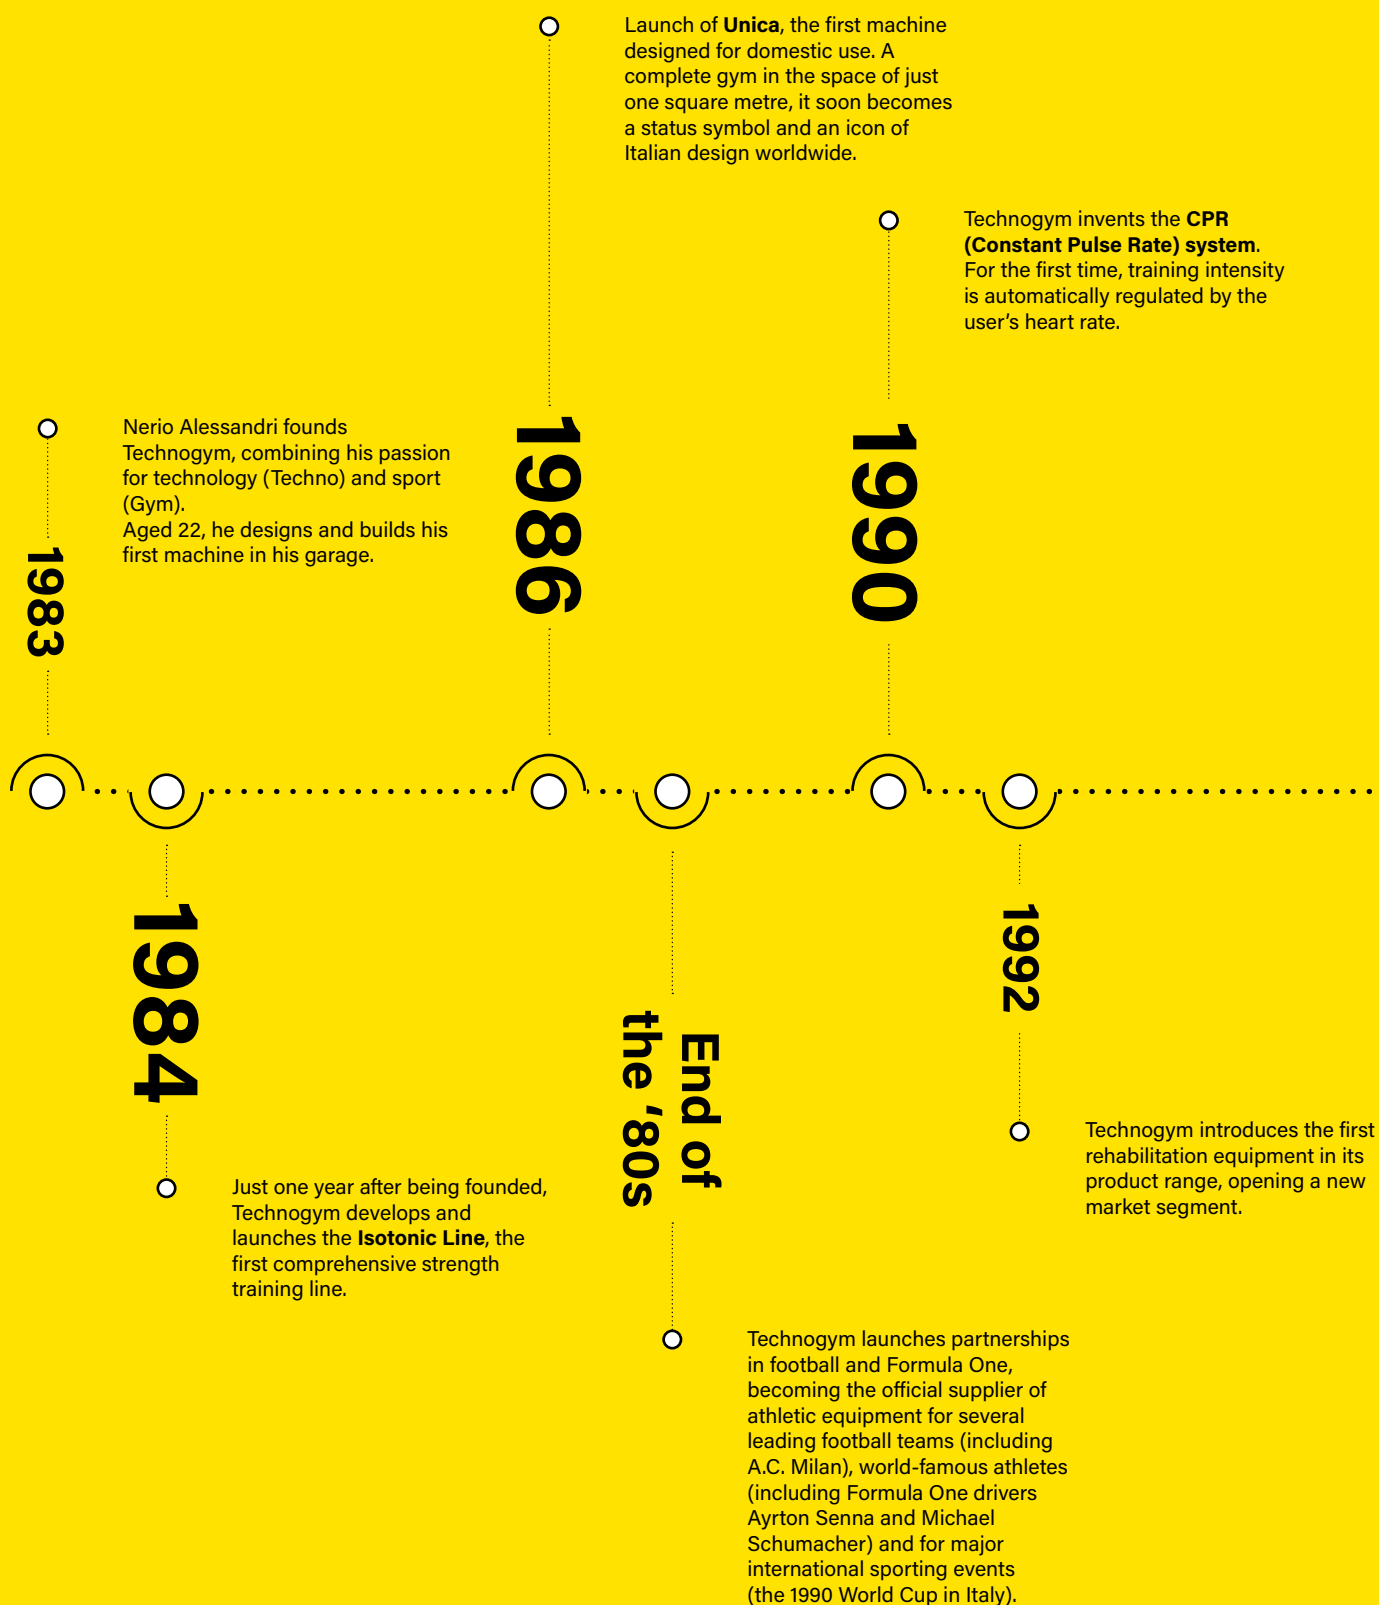 1983
Nerio Alessandri founds
Technogym, combining his passion
for technology (Techno) and sport
(Gym).
Aged 22, he designs and builds his
first machine in his garage.
1984
Just one year after being founded,
Technogym develops and
launches the Isotonic Line, the
first comprehensive strength
training line.
1986
Launch of Unica, the first machine
designed for domestic use. A
complete gym in the space of just
one square metre, it soon becomes
a status symbol and an icon of
Italian design worldwide.
End of
the '80s
Technogym launches partnerships
in football and Formula One,
becoming the official supplier of
athletic equipment for several
leading football teams (including
A.C. Milan), world-famous athletes
(including Formula One drivers
Ayrton Senna and Michael
Schumacher) and for major
international sporting events
(the 1990 World Cup in Italy).
1990
Technogym invents the CPR
(Constant Pulse Rate) system.
For the first time, training intensity
is automatically regulated by the
user's heart rate.
1992
Technogym introduces the first
rehabilitation equipment in its
product range, opening a new
market segment.